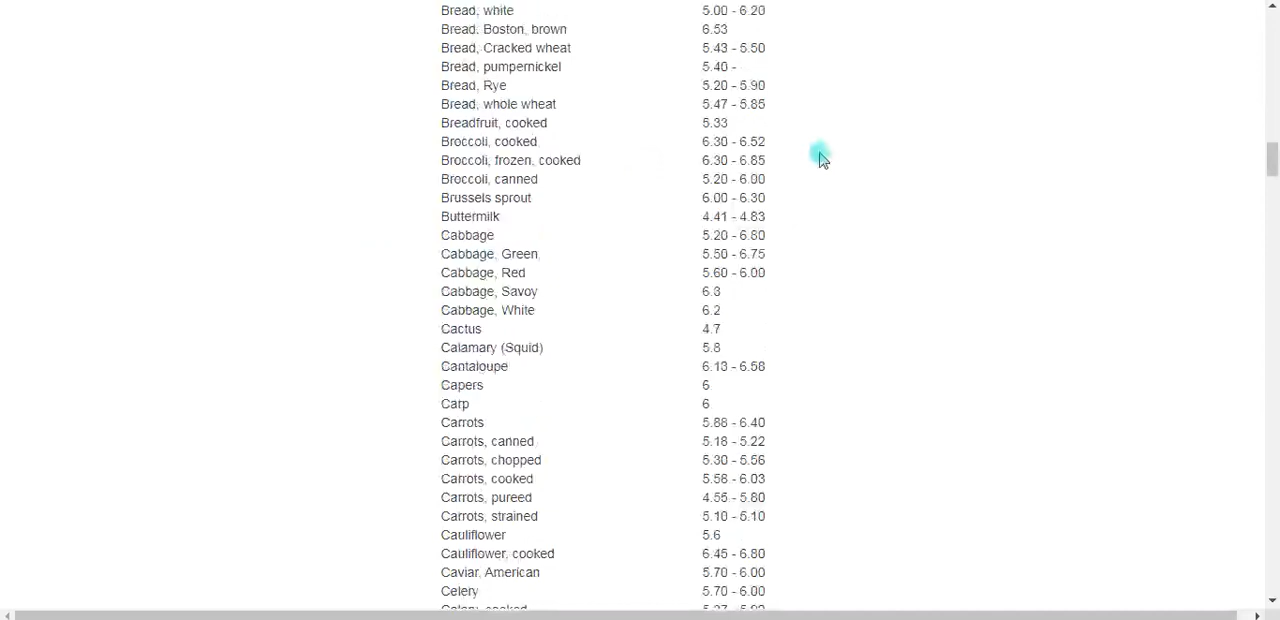 Bread, white 5.00 - 6.20
Bread, Boston, brown 6.53
Bread, Cracked wheat 5.43 - 5.50
Bread, pumpernickel 5.40 -
Bread, Rye 5.20 - 5.90
Bread, whole wheat 5.47 - 5.85
Breadfruit, cooked 5.33
Broccoli, cooked 6.30 - 6.52
Broccoli, frozen, cooked 6.30 - 6.85
Broccoli, canned 5.20 - 6.00
Brussels sprout 6.00 - 6.30
Buttermilk 4.41 - 4.83
Cabbage 5.20 - 6.80
Cabbage, Green, 5.50 - 6.75
Cabbage, Red 5.60 - 6.00
Cabbage, Savoy 6.3
Cabbage, White 6.2
Cactus 4.7
Calamary (Squid) 5.8
Cantaloupe 6.13 - 6.58
Capers 6
Carp 6
Carrots 5.88 - 6.40
Carrots, canned 5.18 - 5.22
Carrots, chopped 5.30 - 5.56
Carrots, cooked 5.58 - 6.03
Carrots, pureed 4.55 - 5.80
Carrots, strained 5.10 - 5.10
Cauliflower 5.6
Cauliflower, cooked 6.45 - 6.80
Caviar, American 5.70 - 6.00
Celery 5.70 - 6.00
Celery, cooked